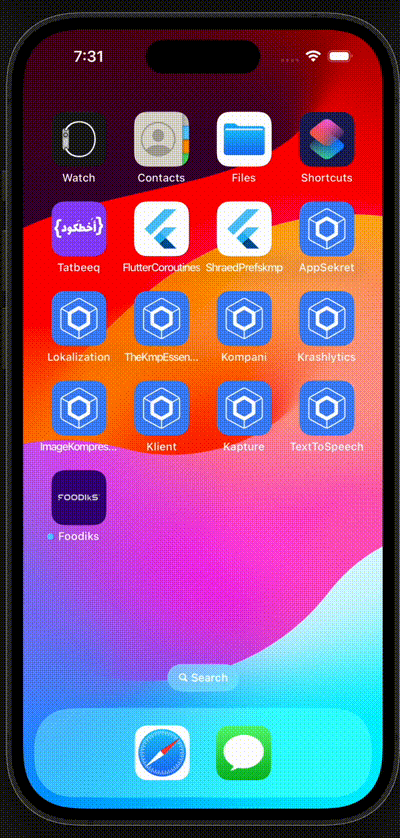 7:31
Watch
Contacts
Files
Shortcuts
{أخطكود}
Tatbeeq
FlutterCoroutines
ShraedPrefskmp
AppSekret
Lokalization
TheKmpEssen...
Kompani
Krashlytics
ImageKompres...
Klient
Kapture
TextToSpeech
FOODIKS
Foodiks
Search